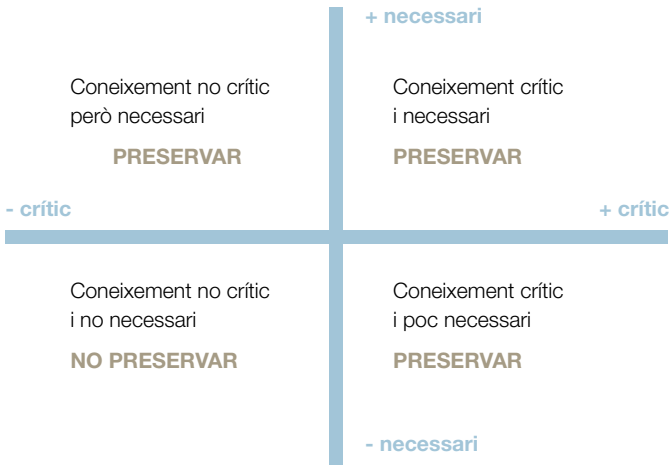 + necessari
Coneixement no crític
però necessari
PRESERVAR
Coneixement crític
i necessari
PRESERVAR
- crític
+ crític
Coneixement no crític
i no necessari
NO PRESERVAR
Coneixement crític
i poc necessari
PRESERVAR
- necessari